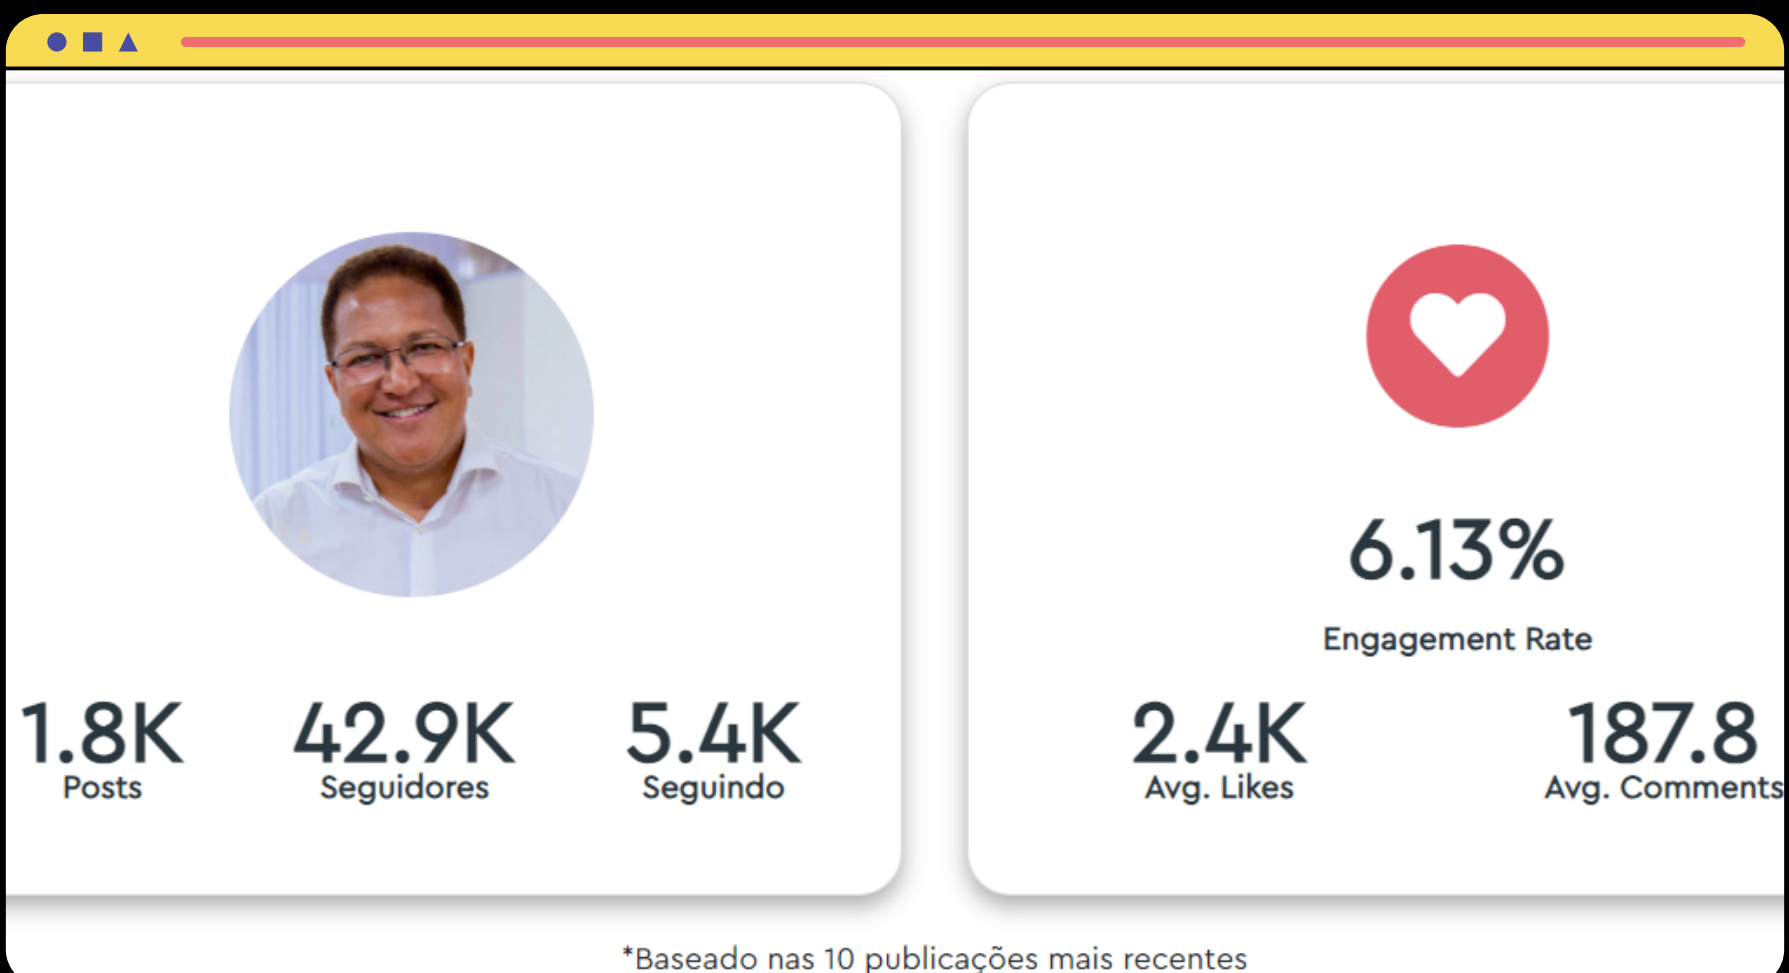 1.8K
Posts
42.9K
Seguidores
5.4K
Seguindo
6.13%
Engagement Rate
2.4K
Avg. Likes
187.8
Avg. Comments
*Baseado nas 10 publicações mais recentes